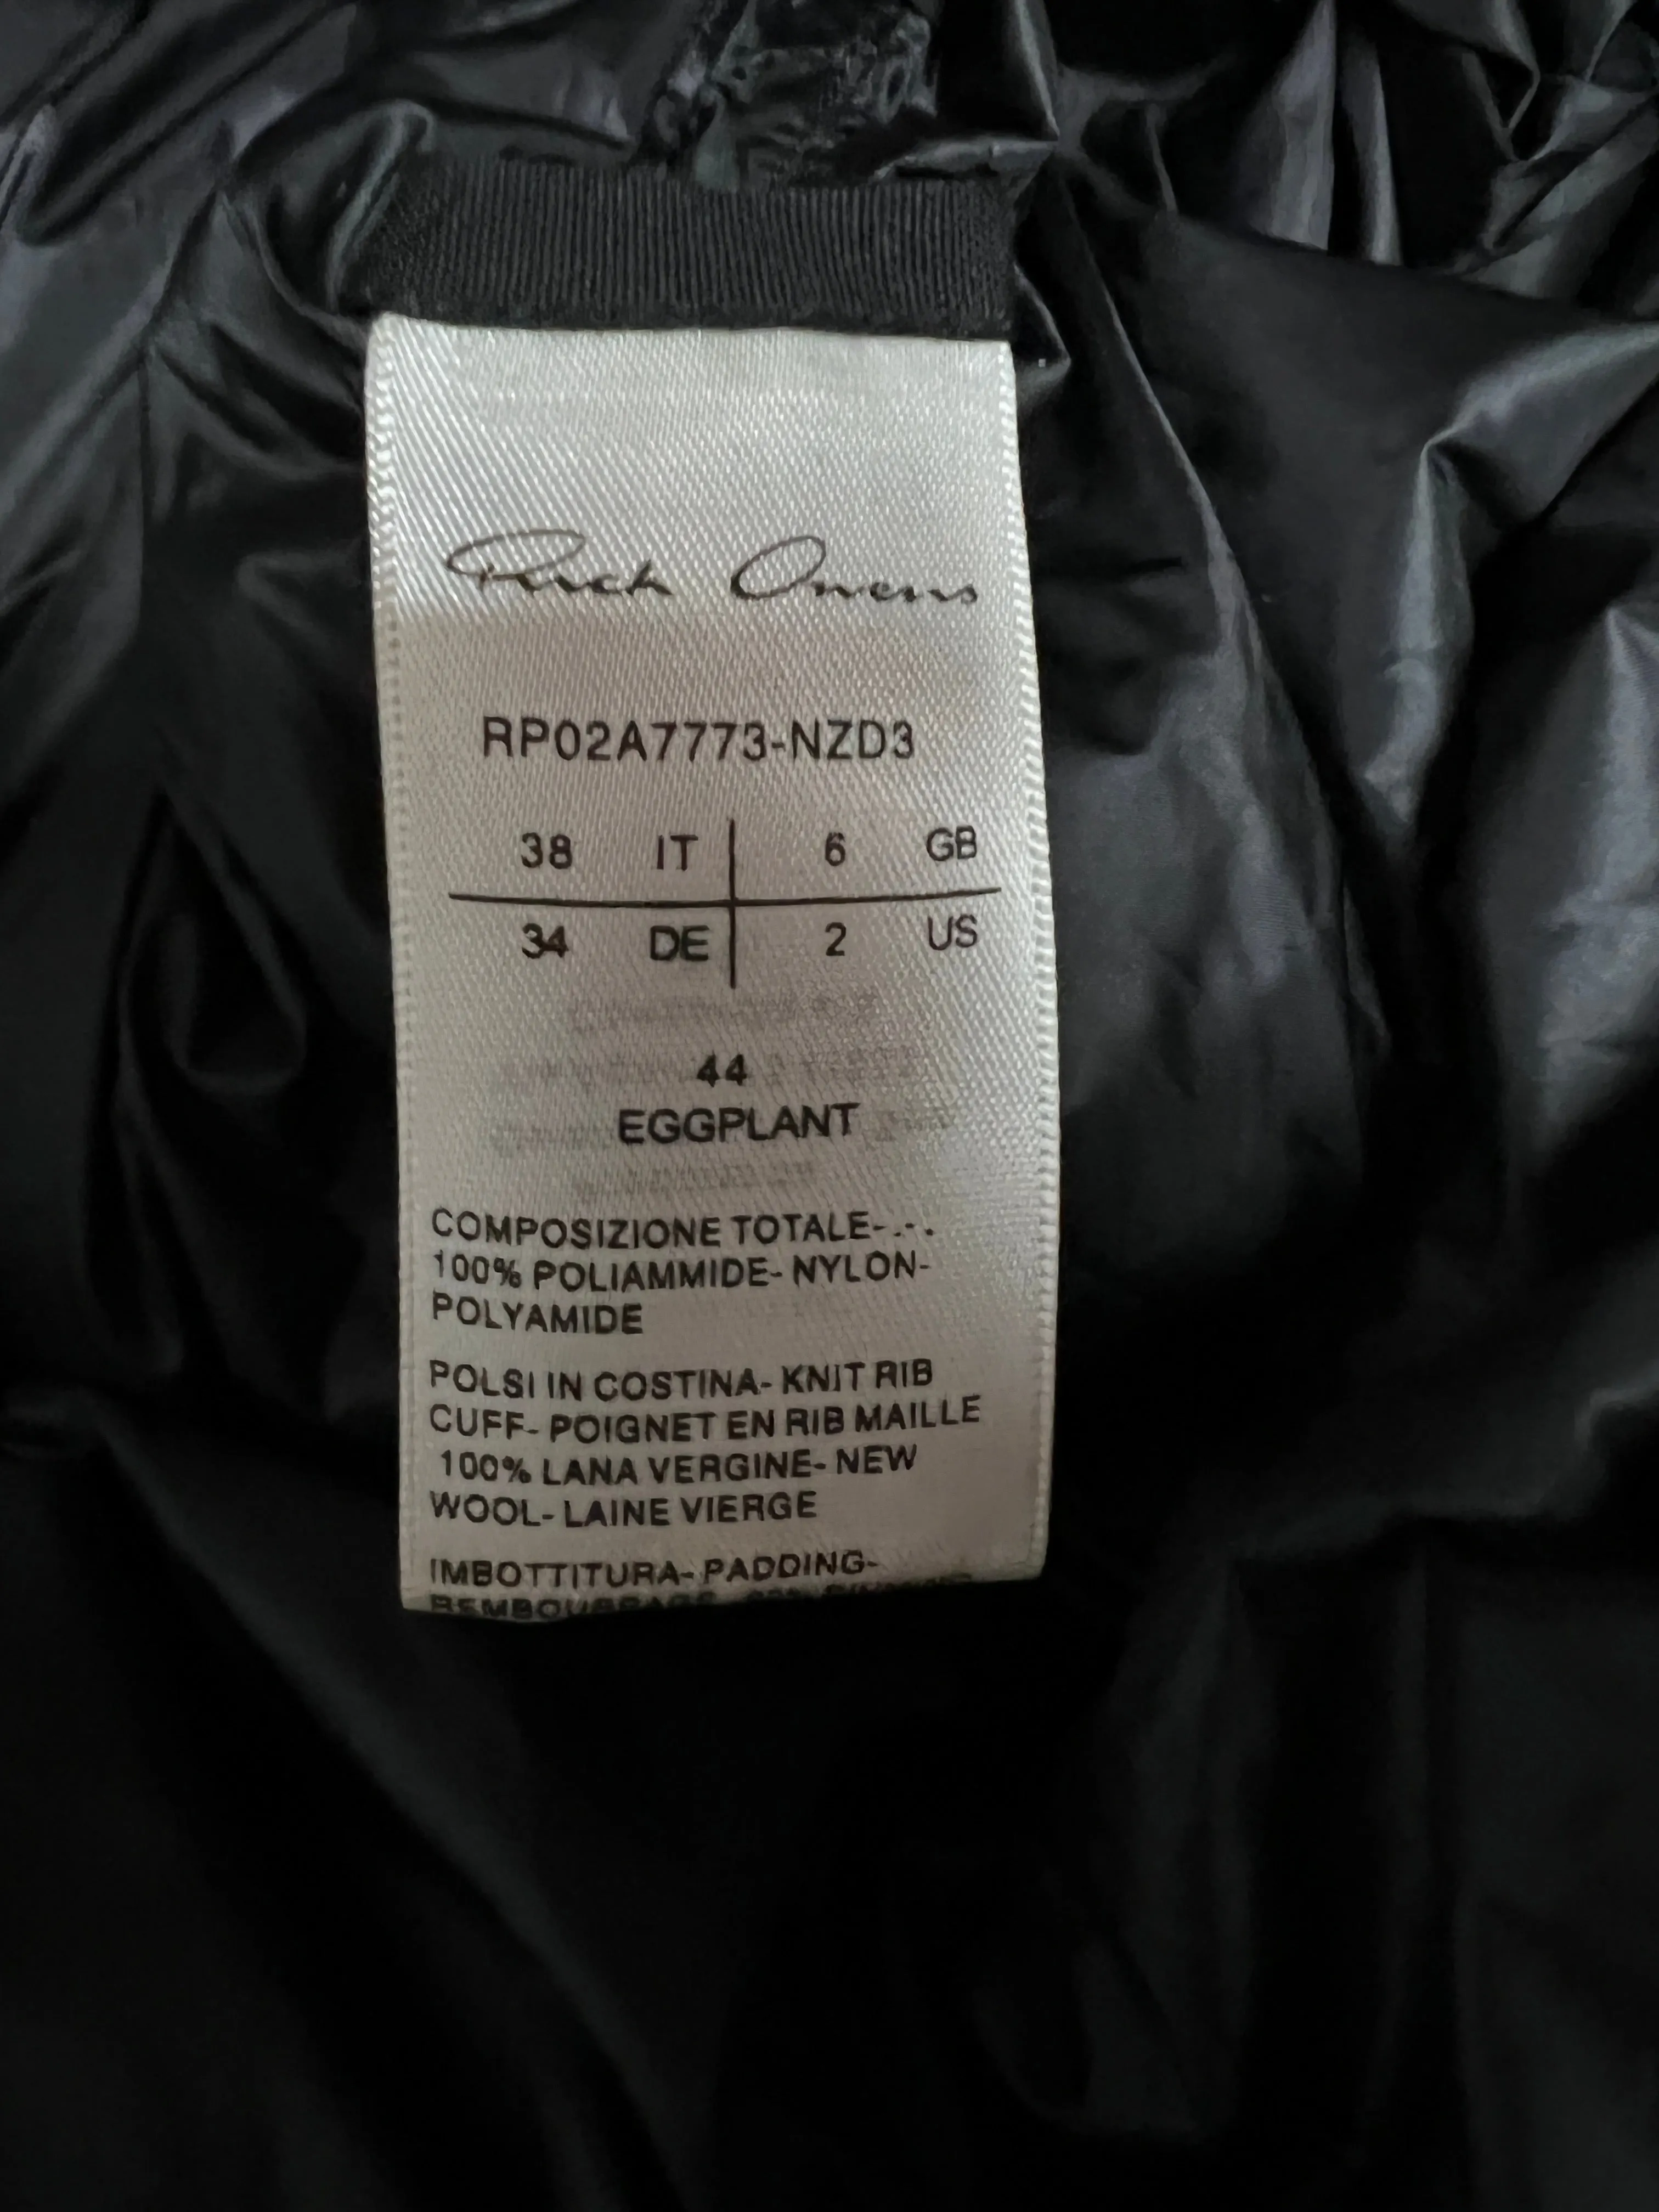 Rick Owens
RP02A7773-NZD3
38 IT 6 GB
34 DE 2 US
44
EGGPLANT
COMPOSIZIONE TOTALE-.-.
100% POLIAMMIDE- NYLON-
POLYAMIDE
POLSI IN COSTINA- KNIT RIB
CUFF- POIGNET EN RIB MAILLE
100% LANA VERGINE- NEW
WOOL- LAINE VIERGE
IMBOTTITURA- PADDING-
REMBOURRAGE